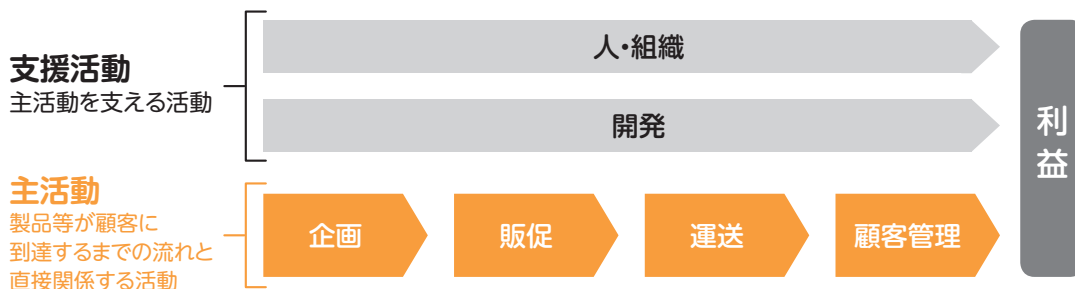 支援活動
主活動を支える活動
人・組織
開発
主活動
製品等が顧客に
到達するまでの流れと
直接関係する活動
企画
販促
運送
顧客管理
利益